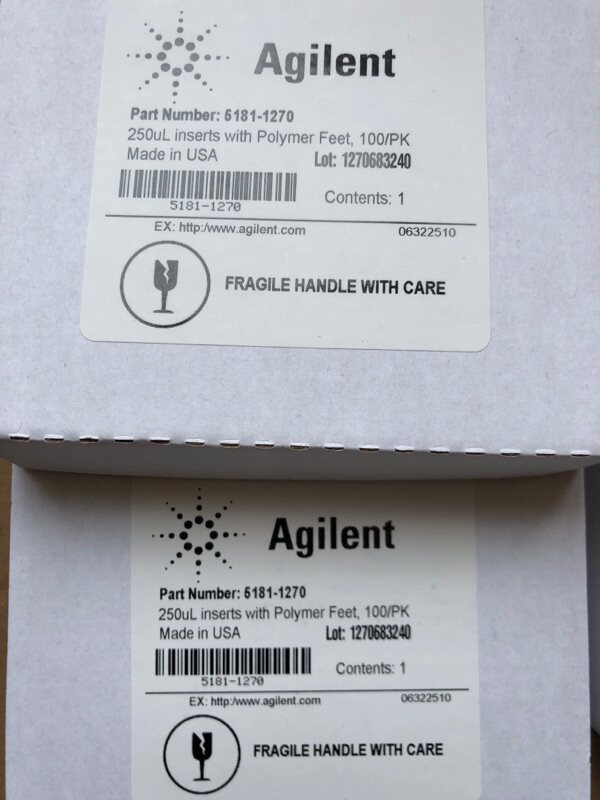 Agilent
Part Number: 5181-1270
250uL inserts with Polymer Feet, 100/PK
Made in USA Lot: 1270683240
5181-1270 Contents: 1
EX: http:/www.agilent.com 06322510
FRAGILE HANDLE WITH CARE
Agilent
Part Number: 5181-1270
250uL inserts with Polymer Feet, 100/PK
Made in USA Lot: 1270683240
5181-1270 Contents: 1
EX: http:/www.agilent.com 06322510
FRAGILE HANDLE WITH CARE